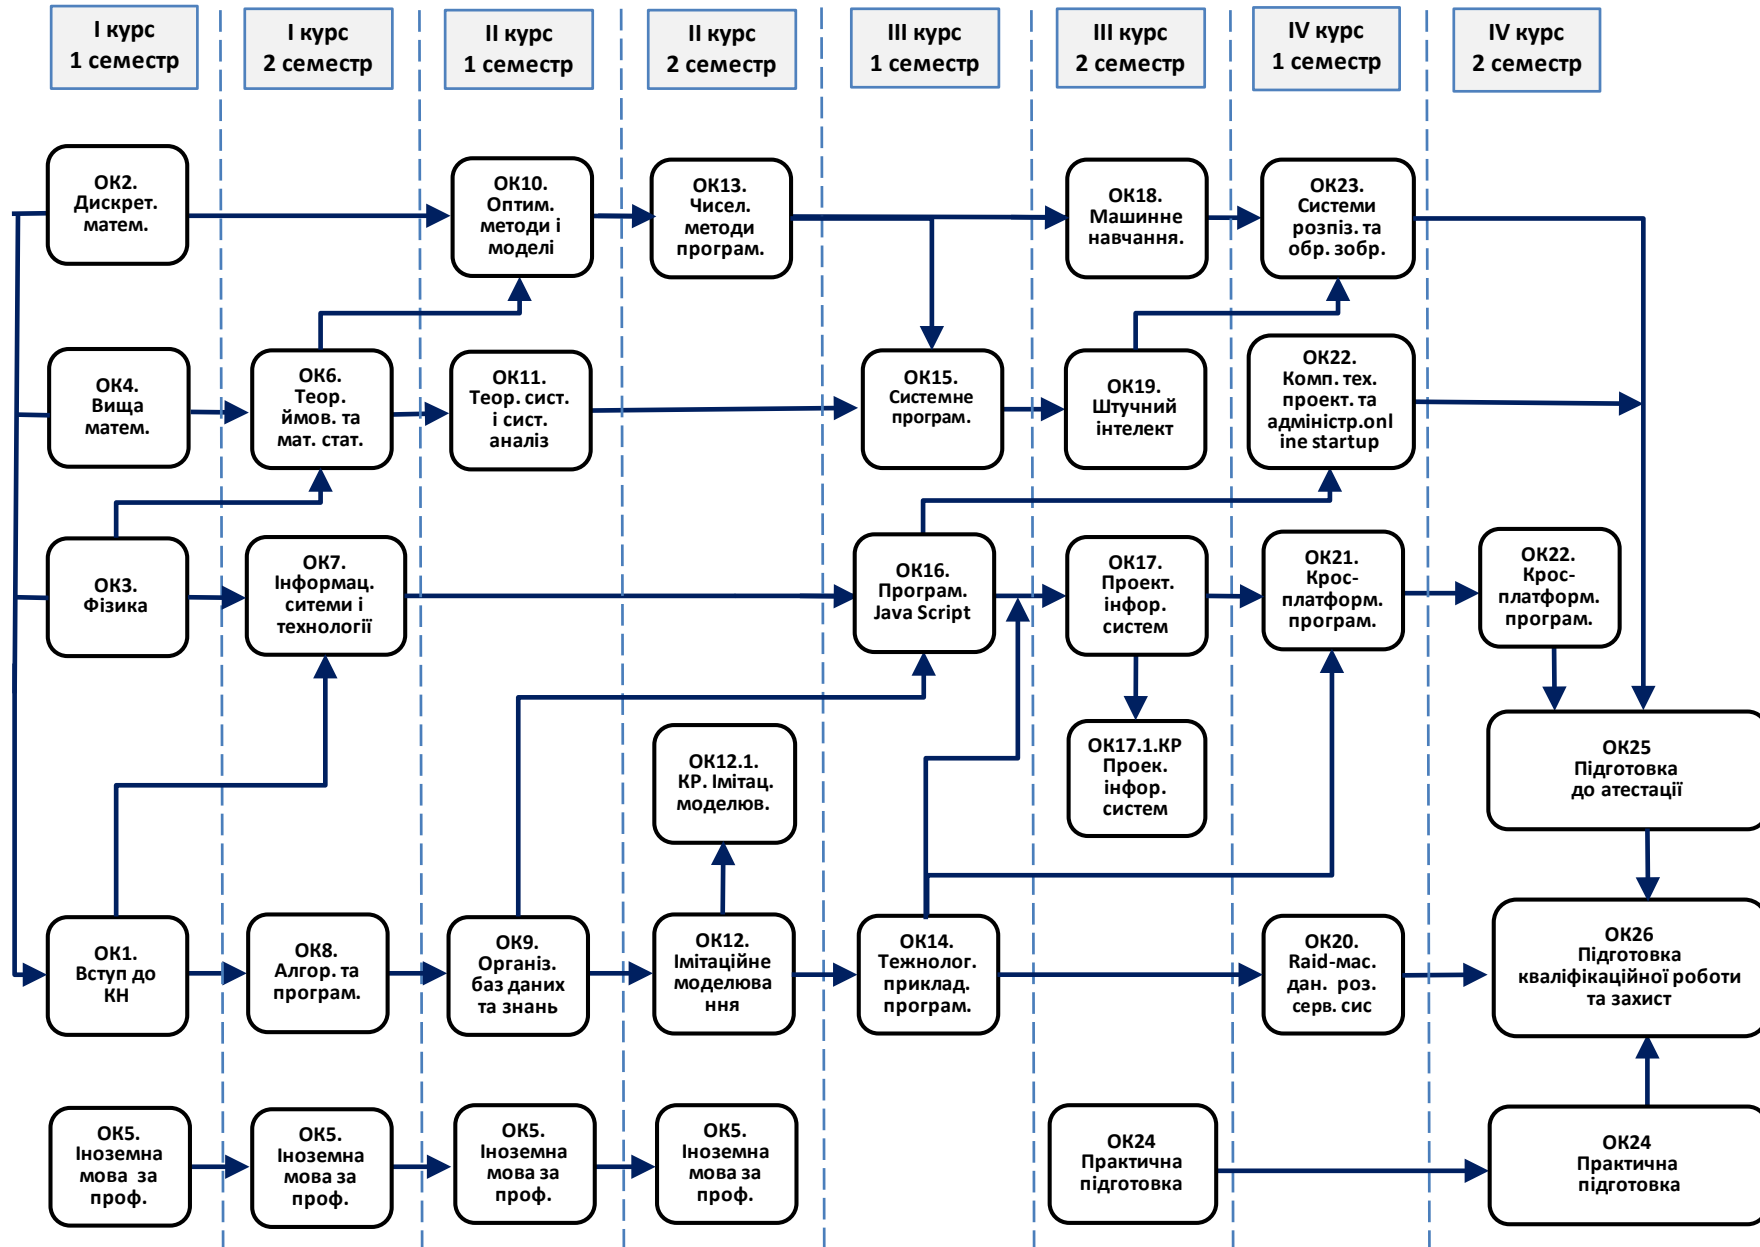 І курс
1 семестр
І курс
2 семестр
ІІ курс
1 семестр
ІІ курс
2 семестр
ІІІ курс
1 семестр
ІІІ курс
2 семестр
ІV курс
1 семестр
ІV курс
2 семестр
ОК2.
Дискрет.
матем.
ОК10.
Оптим.
методи і
моделі
ОК13.
Чисел.
методи
програм.
ОК18.
Машинне
навчання.
ОК23.
Системи
розпіз. та
обр. зобр.
ОК4.
Вища
матем.
ОК6.
Теор.
ймов. та
мат. стат.
ОК11.
Теор. сист.
і сист.
аналіз
ОК15.
Системне
програм.
ОК19.
Штучний
інтелект
ОК22.
Комп. тех.
проект. та
адміністр.onl
ine startup
ОК3.
Фізика
ОК7.
Інформац.
ситеми і
технології
ОК16.
Програм.
Java Script
ОК17.
Проект.
інфор.
систем
ОК21.
Крос-
платформ.
програм.
ОК22.
Крос-
платформ.
програм.
ОК12.1.
КР. Імітац.
моделюв.
ОК17.1.КР
Проек.
інфор.
систем
ОК25
Підготовка
до атестації
ОК1.
Вступ до
КН
ОК8.
Алгор. та
програм.
ОК9.
Організ.
баз даних
та знань
ОК12.
Імітаційне
моделюва
ння
ОК14.
Тежнолог.
приклад.
програм.
ОК20.
Raid-мас.
дан. роз.
серв. сис
ОК26
Підготовка
кваліфікаційної роботи
та захист
ОК5.
Іноземна
мова за
проф.
ОК5.
Іноземна
мова за
проф.
ОК5.
Іноземна
мова за
проф.
ОК5.
Іноземна
мова за
проф.
ОК24
Практична
підготовка
ОК24
Практична
підготовка